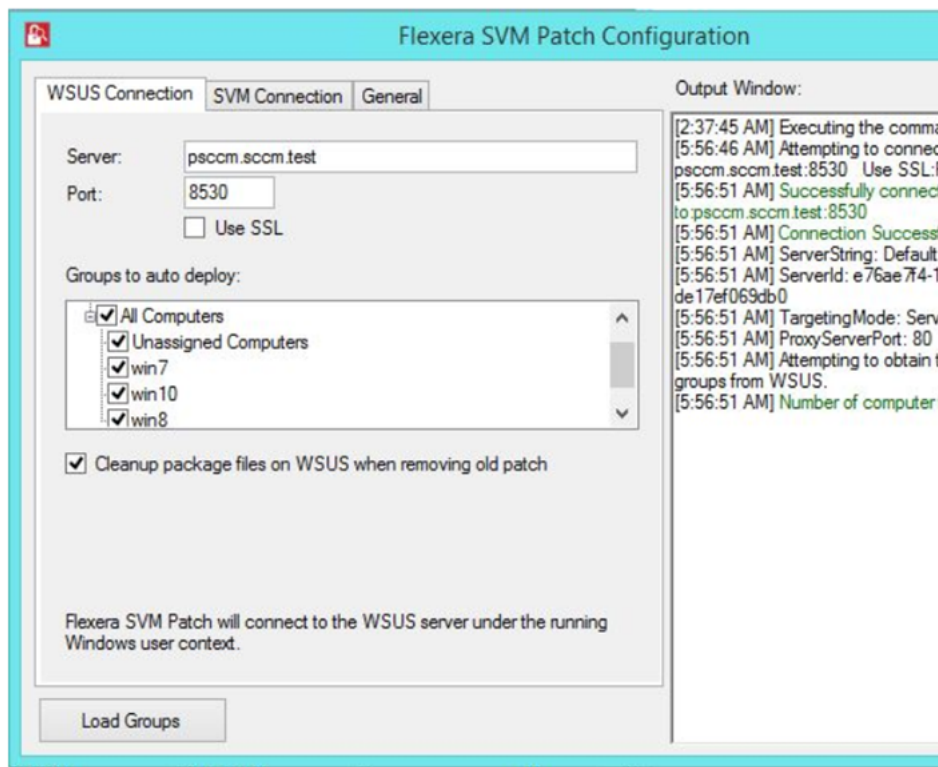 Flexera SVM Patch Configuration
WSUS Connection
SVM Connection
General
Server:
psccm.sccm.test
Port:
8530
Use SSL
Groups to auto deploy:
All Computers
Unassigned Computers
win7
win10
win8
Cleanup package files on WSUS when removing old patch
Flexera SVM Patch will connect to the WSUS server under the running
Windows user context.
Load Groups
Output Window:
[2:37:45 AM] Executing the comma
[5:56:46 AM] Attempting to connec
psccm.sccm.test:8530 Use SSL:
[5:56:51 AM] Successfully connect
to:psccm.sccm.test:8530
[5:56:51 AM] Connection Success
[5:56:51 AM] ServerString: Default
[5:56:51 AM] ServerId: e76ae7f4-1
de17ef069db0
[5:56:51 AM] TargetingMode: Serv
[5:56:51 AM] ProxyServerPort: 80
[5:56:51 AM] Attempting to obtain
groups from WSUS.
[5:56:51 AM] Number of computer